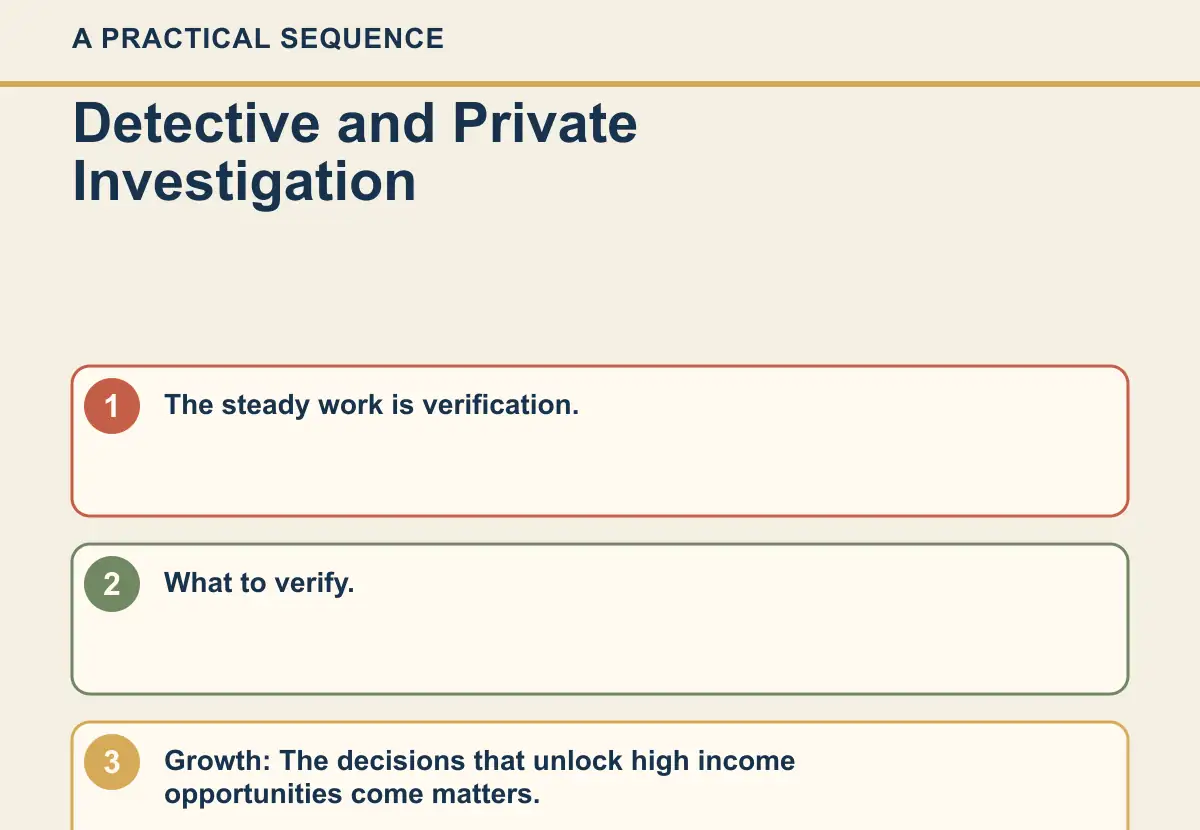 A PRACTICAL SEQUENCE
Detective and Private
Investigation
1
The steady work is verification.
2
What to verify.
3
Growth: The decisions that unlock high income
opportunities come matters.